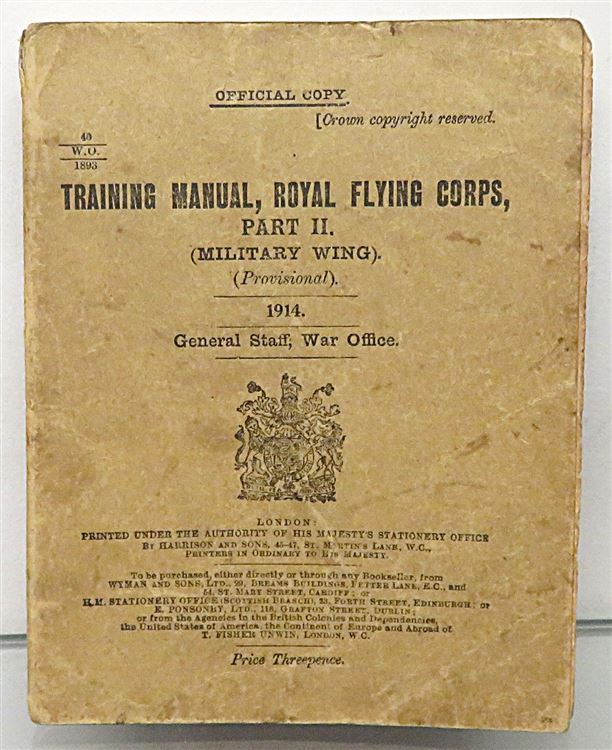 OFFICIAL COPY.
[Crown copyright reserved.
40
W.O.
1893
TRAINING MANUAL, ROYAL FLYING CORPS,
PART II.
(MILITARY WING).
(Provisional).
1914.
General Staff, War Office.
LONDON:
PRINTED UNDER THE AUTHORITY OF HIS MAJESTY'S STATIONERY OFFICE
BY HARRISON AND SONS, 45-47, ST. MARTIN'S LANE, W.C.,
PRINTERS IN ORDINARY TO HIS MAJESTY.
To be purchased, either directly or through any Bookseller, from
WYMAN AND SONS, LTD., 29, BREAMS BUILDINGS, FETTER LANE, E.C., and
54, ST. MARY STREET, CARDIFF; or
H.M. STATIONERY OFFICE (SCOTTISH BRANCH), 23, FORTH STREET, EDINBURGH; or
E. PONSONBY, LTD., 116, GRAFTON STREET, DUBLIN;
or from the Agencies in the British Colonies and Dependencies,
the United States of America, the Continent of Europe and Abroad of
T. FISHER UNWIN, LONDON, W.C.
Price Threepence.